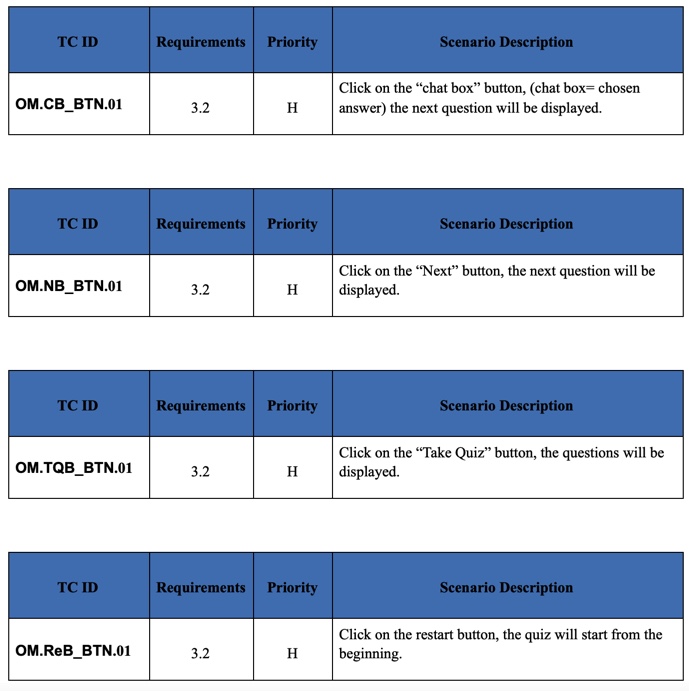 TC ID Requirements Priority Scenario Description
OM.CB_BTN.01 3.2 H Click on the “chat box” button, (chat box= chosen
answer) the next question will be displayed.
TC ID Requirements Priority Scenario Description
OM.NB_BTN.01 3.2 H Click on the “Next” button, the next question will be
displayed.
TC ID Requirements Priority Scenario Description
OM.TQB_BTN.01 3.2 H Click on the “Take Quiz” button, the questions will be
displayed.
TC ID Requirements Priority Scenario Description
OM.ReB_BTN.01 3.2 H Click on the restart button, the quiz will start from the
beginning.